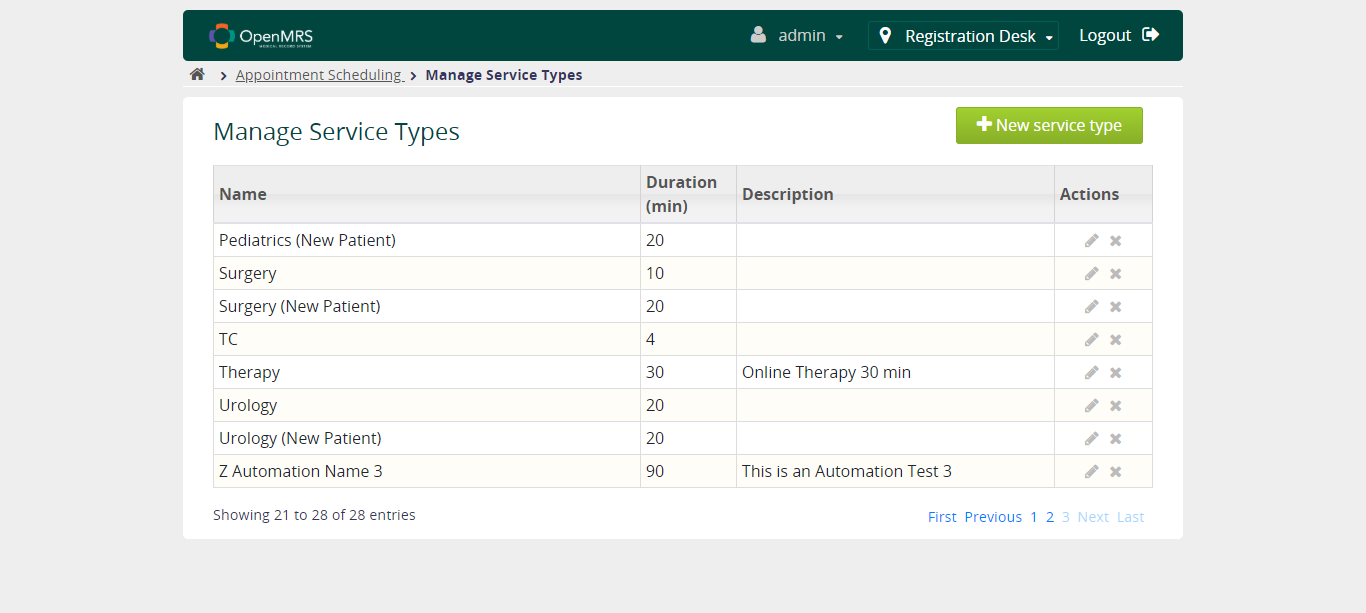 OpenMRS
MEDICAL RECORD SYSTEM
admin
Registration Desk
Logout
Appointment Scheduling
Manage Service Types
Manage Service Types
New service type
Name Duration (min) Description Actions
Pediatrics (New Patient) 20
Surgery 10
Surgery (New Patient) 20
TC 4
Therapy 30 Online Therapy 30 min
Urology 20
Urology (New Patient) 20
Z Automation Name 3 90 This is an Automation Test 3
Showing 21 to 28 of 28 entries
First Previous 1 2 3 Next Last